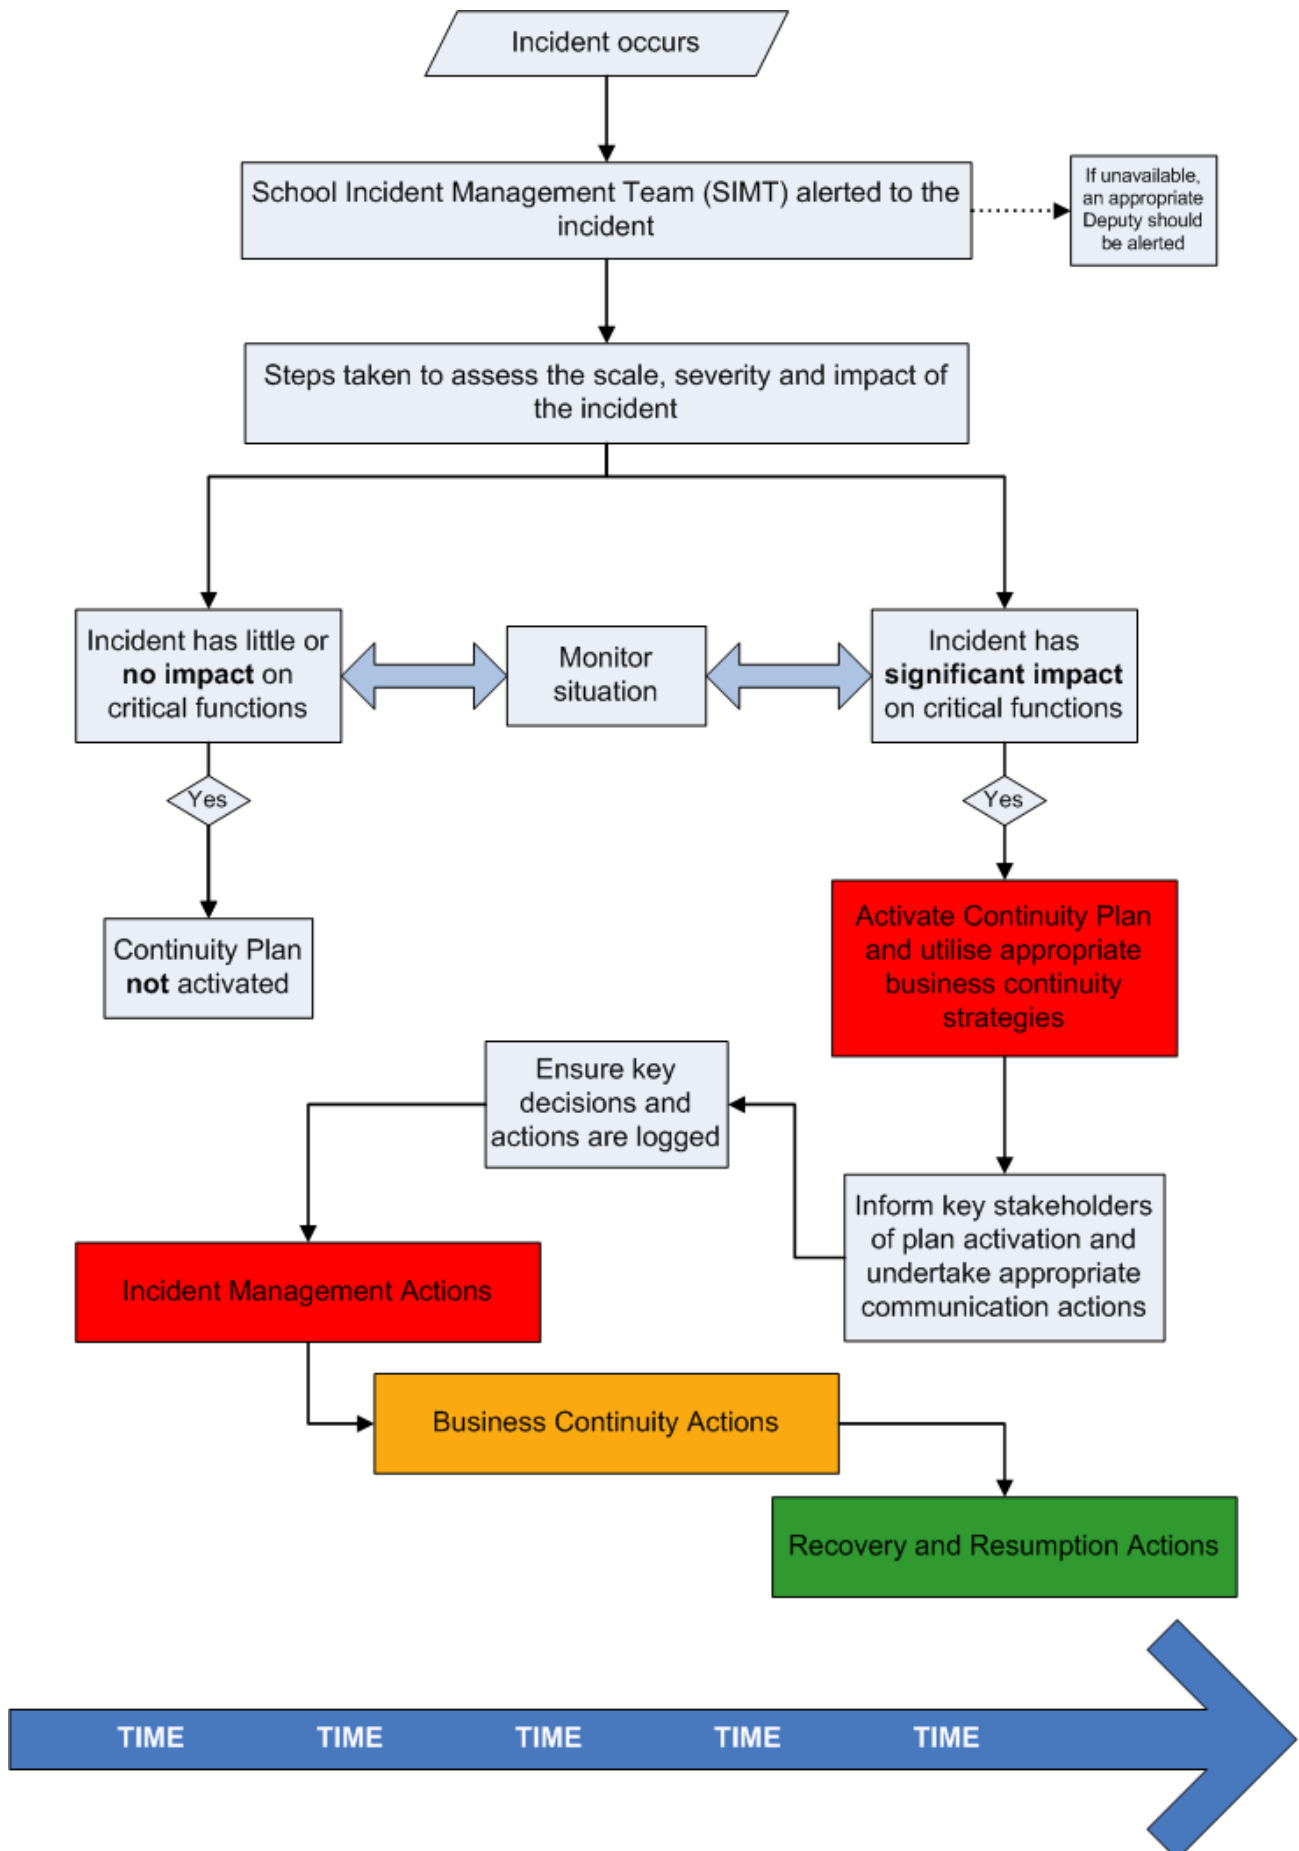 Incident occurs
School Incident Management Team (SIMT) alerted to the
incident
If unavailable,
an appropriate
Deputy should
be alerted
Steps taken to assess the scale, severity and impact of
the incident
Incident has little or
no impact on
critical functions
Monitor
situation
Incident has
significant impact
on critical functions
Yes
Yes
Continuity Plan
not activated
Activate Continuity Plan
and utilise appropriate
business continuity
strategies
Ensure key
decisions and
actions are logged
Inform key stakeholders
of plan activation and
undertake appropriate
communication actions
Incident Management Actions
Business Continuity Actions
Recovery and Resumption Actions
TIME TIME TIME TIME TIME